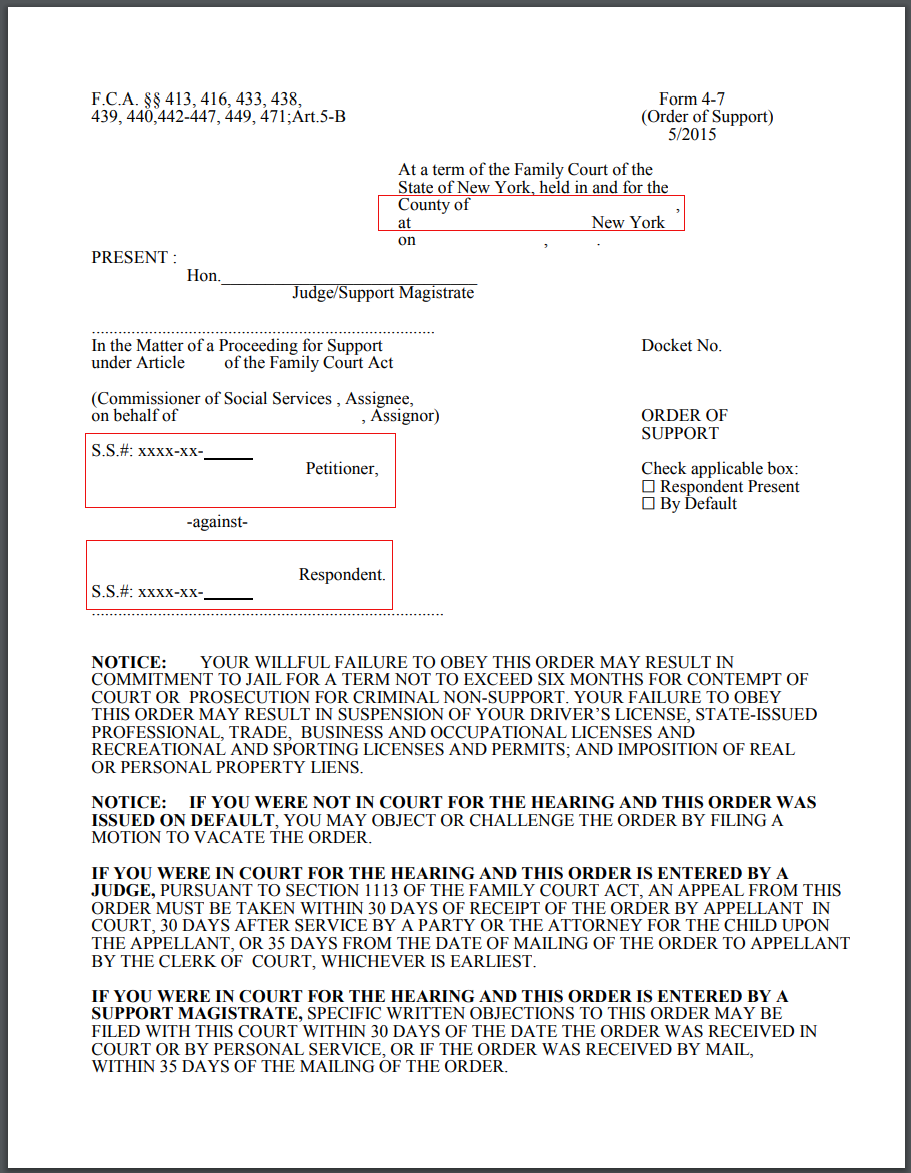 F.C.A. §§ 413, 416, 433, 438,
Form 4-7
439, 440,442-447, 449, 471;Art.5-B
(Order of Support)
5/2015
At a term of the Family Court of the
State of New York, held in and for the
County of ,
at New York
on , .
PRESENT :
Hon.____________________________
Judge/Support Magistrate
...............................................................................
In the Matter of a Proceeding for Support
Docket No.
under Article of the Family Court Act
(Commissioner of Social Services , Assignee,
on behalf of , Assignor)
ORDER OF
SUPPORT
S.S.#: xxxx-xx-______
Petitioner,
Check applicable box:
☐ Respondent Present
☐ By Default
-against-
Respondent.
S.S.#: xxxx-xx-______
.................................................................................
NOTICE: YOUR WILLFUL FAILURE TO OBEY THIS ORDER MAY RESULT IN
COMMITMENT TO JAIL FOR A TERM NOT TO EXCEED SIX MONTHS FOR CONTEMPT OF
COURT OR PROSECUTION FOR CRIMINAL NON-SUPPORT. YOUR FAILURE TO OBEY
THIS ORDER MAY RESULT IN SUSPENSION OF YOUR DRIVER'S LICENSE, STATE-ISSUED
PROFESSIONAL, TRADE, BUSINESS AND OCCUPATIONAL LICENSES AND
RECREATIONAL AND SPORTING LICENSES AND PERMITS; AND IMPOSITION OF REAL
OR PERSONAL PROPERTY LIENS.
NOTICE: IF YOU WERE NOT IN COURT FOR THE HEARING AND THIS ORDER WAS
ISSUED ON DEFAULT, YOU MAY OBJECT OR CHALLENGE THE ORDER BY FILING A
MOTION TO VACATE THE ORDER.
IF YOU WERE IN COURT FOR THE HEARING AND THIS ORDER IS ENTERED BY A
JUDGE, PURSUANT TO SECTION 1113 OF THE FAMILY COURT ACT, AN APPEAL FROM THIS
ORDER MUST BE TAKEN WITHIN 30 DAYS OF RECEIPT OF THE ORDER BY APPELLANT IN
COURT, 30 DAYS AFTER SERVICE BY A PARTY OR THE ATTORNEY FOR THE CHILD UPON
THE APPELLANT, OR 35 DAYS FROM THE DATE OF MAILING OF THE ORDER TO APPELLANT
BY THE CLERK OF COURT, WHICHEVER IS EARLIEST.
IF YOU WERE IN COURT FOR THE HEARING AND THIS ORDER IS ENTERED BY A
SUPPORT MAGISTRATE, SPECIFIC WRITTEN OBJECTIONS TO THIS ORDER MAY BE
FILED WITH THIS COURT WITHIN 30 DAYS OF THE DATE THE ORDER WAS RECEIVED IN
COURT OR BY PERSONAL SERVICE, OR IF THE ORDER WAS RECEIVED BY MAIL,
WITHIN 35 DAYS OF THE MAILING OF THE ORDER.